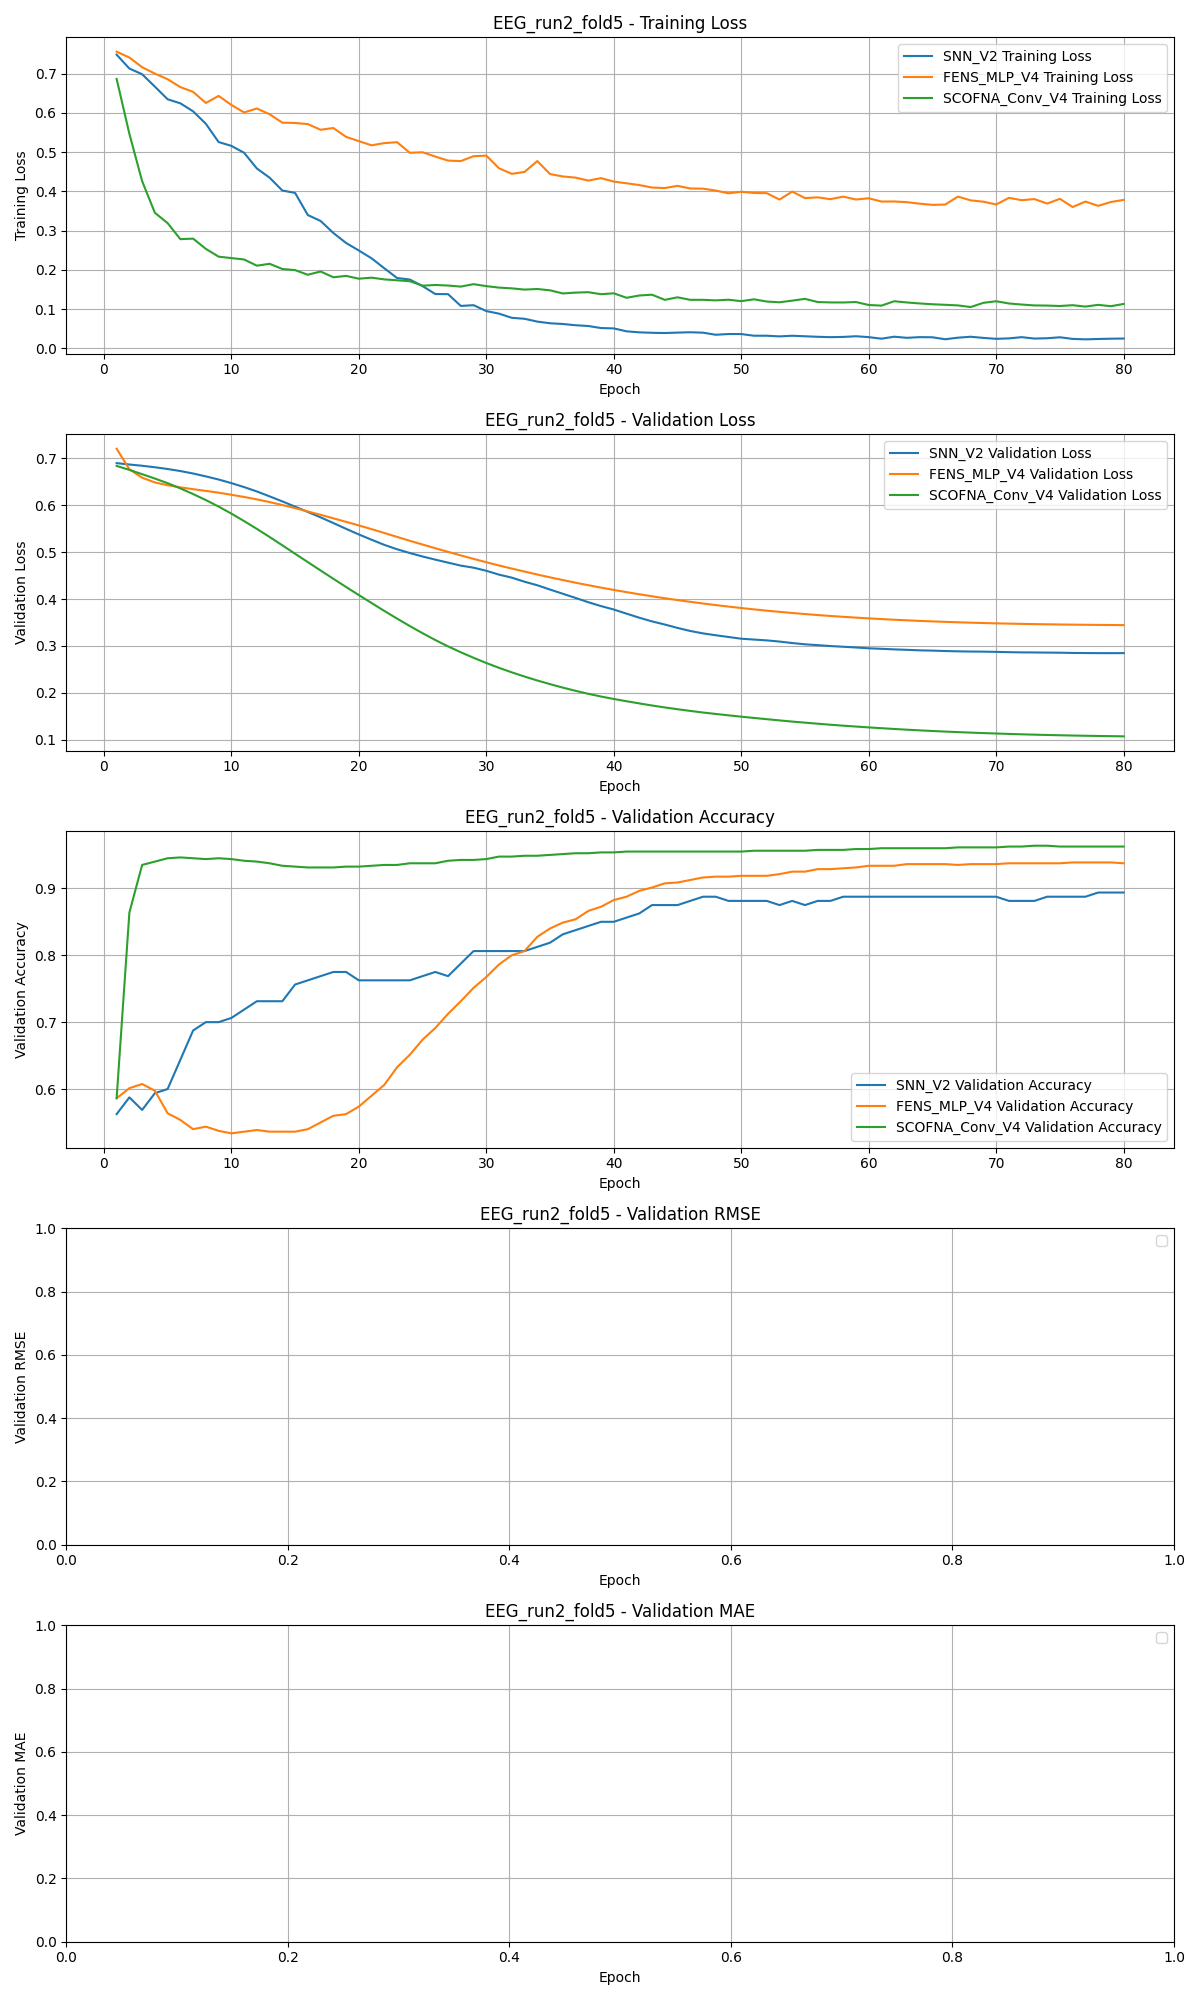 EEG_run2_fold5 - Training Loss
SNN_V2 Training Loss
FENS_MLP_V4 Training Loss
SCOFNA_Conv_V4 Training Loss
Training Loss
0.7
0.6
0.5
0.4
0.3
0.2
0.1
0.0
0 10 20 30 40 50 60 70 80
Epoch
EEG_run2_fold5 - Validation Loss
SNN_V2 Validation Loss
FENS_MLP_V4 Validation Loss
SCOFNA_Conv_V4 Validation Loss
Validation Loss
0.7
0.6
0.5
0.4
0.3
0.2
0.1
0 10 20 30 40 50 60 70 80
Epoch
EEG_run2_fold5 - Validation Accuracy
Validation Accuracy
0.9
0.8
0.7
0.6
SNN_V2 Validation Accuracy
FENS_MLP_V4 Validation Accuracy
SCOFNA_Conv_V4 Validation Accuracy
0 10 20 30 40 50 60 70 80
Epoch
EEG_run2_fold5 - Validation RMSE
Validation RMSE
1.0
0.8
0.6
0.4
0.2
0.0
0.0 0.2 0.4 0.6 0.8 1.0
Epoch
EEG_run2_fold5 - Validation MAE
Validation MAE
1.0
0.8
0.6
0.4
0.2
0.0
0.0 0.2 0.4 0.6 0.8 1.0
Epoch